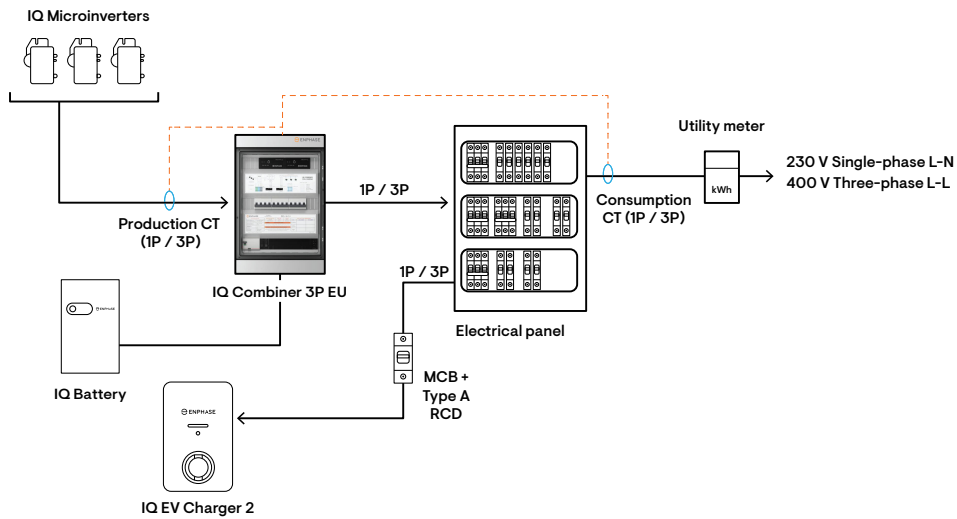 IQ Microinverters
ENPHASE
Utility meter
230 V Single-phase L-N
400 V Three-phase L-L
kWh
1P / 3P
Production CT
(1P / 3P)
Consumption
CT (1P / 3P)
1P / 3P
IQ Combiner 3P EU
ENPHASE
Electrical panel
MCB +
Type A
RCD
IQ Battery
ENPHASE
IQ EV Charger 2